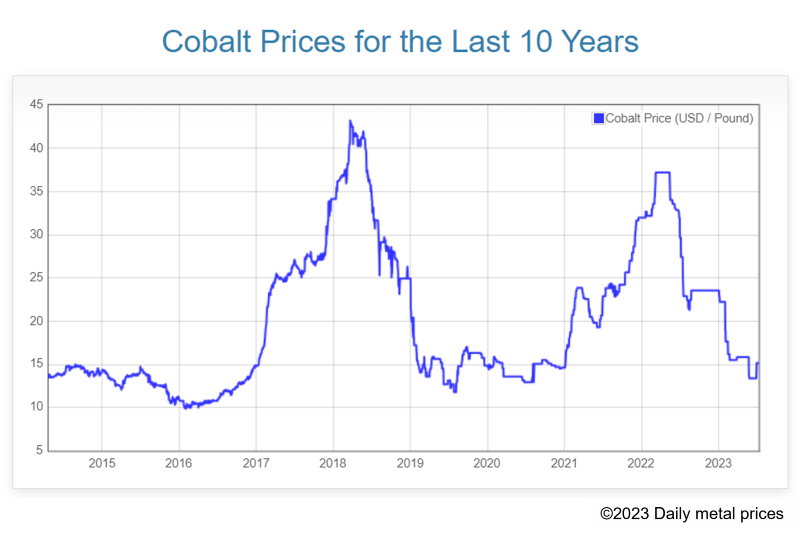 Cobalt Prices for the Last 10 Years
45
Cobalt Price (USD / Pound)
40
35
30
25
20
15
10
5
2015 2016 2017 2018 2019 2020 2021 2022 2023
©2023 Daily metal prices